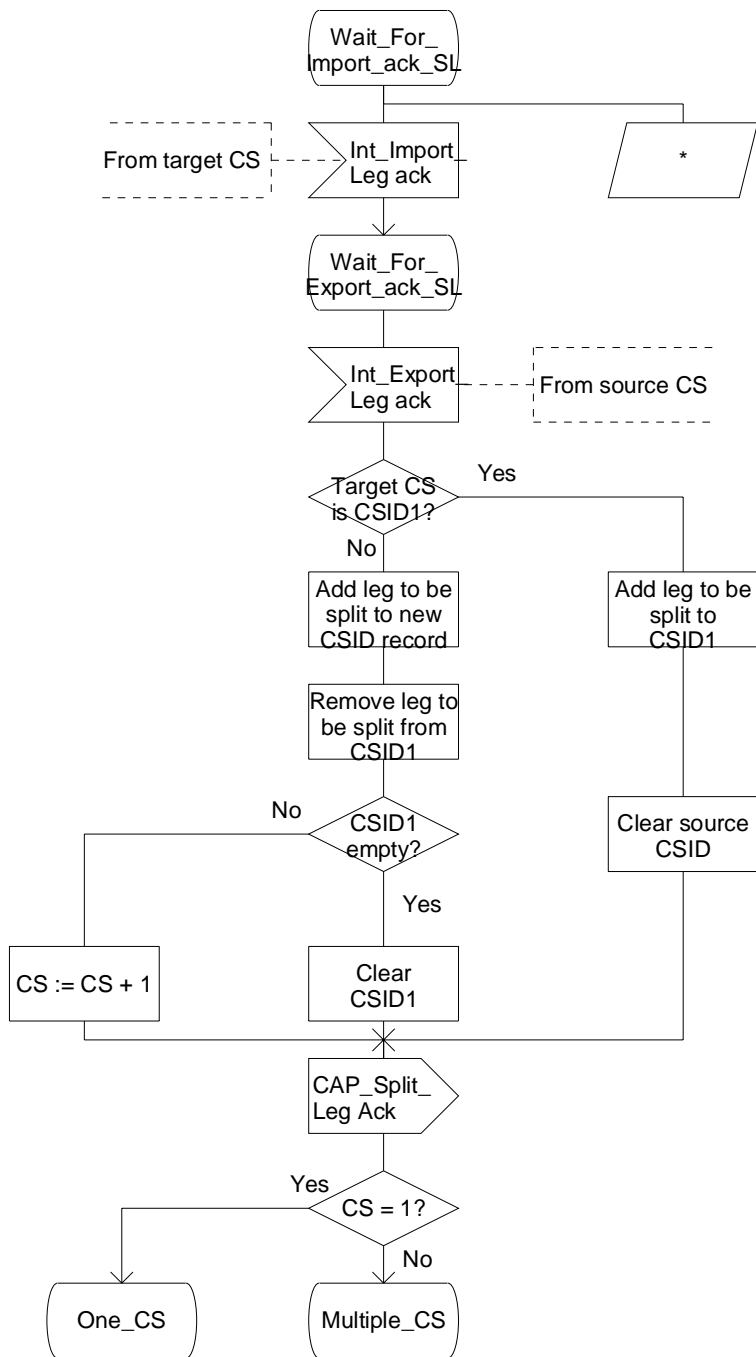 Wait_For_
Import_ack_SL
From target CS
Int_Import_
Leg ack
*
Wait_For_
Export_ack_SL
Int_Export_
Leg ack
From source CS
Target CS
is CSID1?
Yes
No
Add leg to be
split to new
CSID record
Add leg to be
split to
CSID1
Remove leg to
be split from
CSID1
No
CSID1
empty?
Clear source
CSID
Yes
CS := CS + 1
Clear
CSID1
CAP_Split_
Leg Ack
Yes
CS = 1?
No
One_CS
Multiple_CS